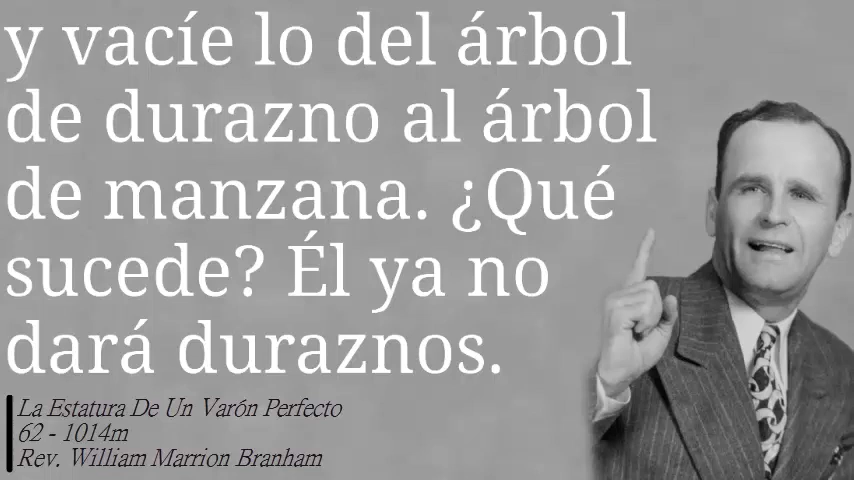 y vacíe lo del árbol
de durazno al árbol
de manzana. ¿Qué
sucede? Él ya no
dará duraznos.
La Estatura De Un Varón Perfecto
62 - 1014m
Rev. William Marrion Branham